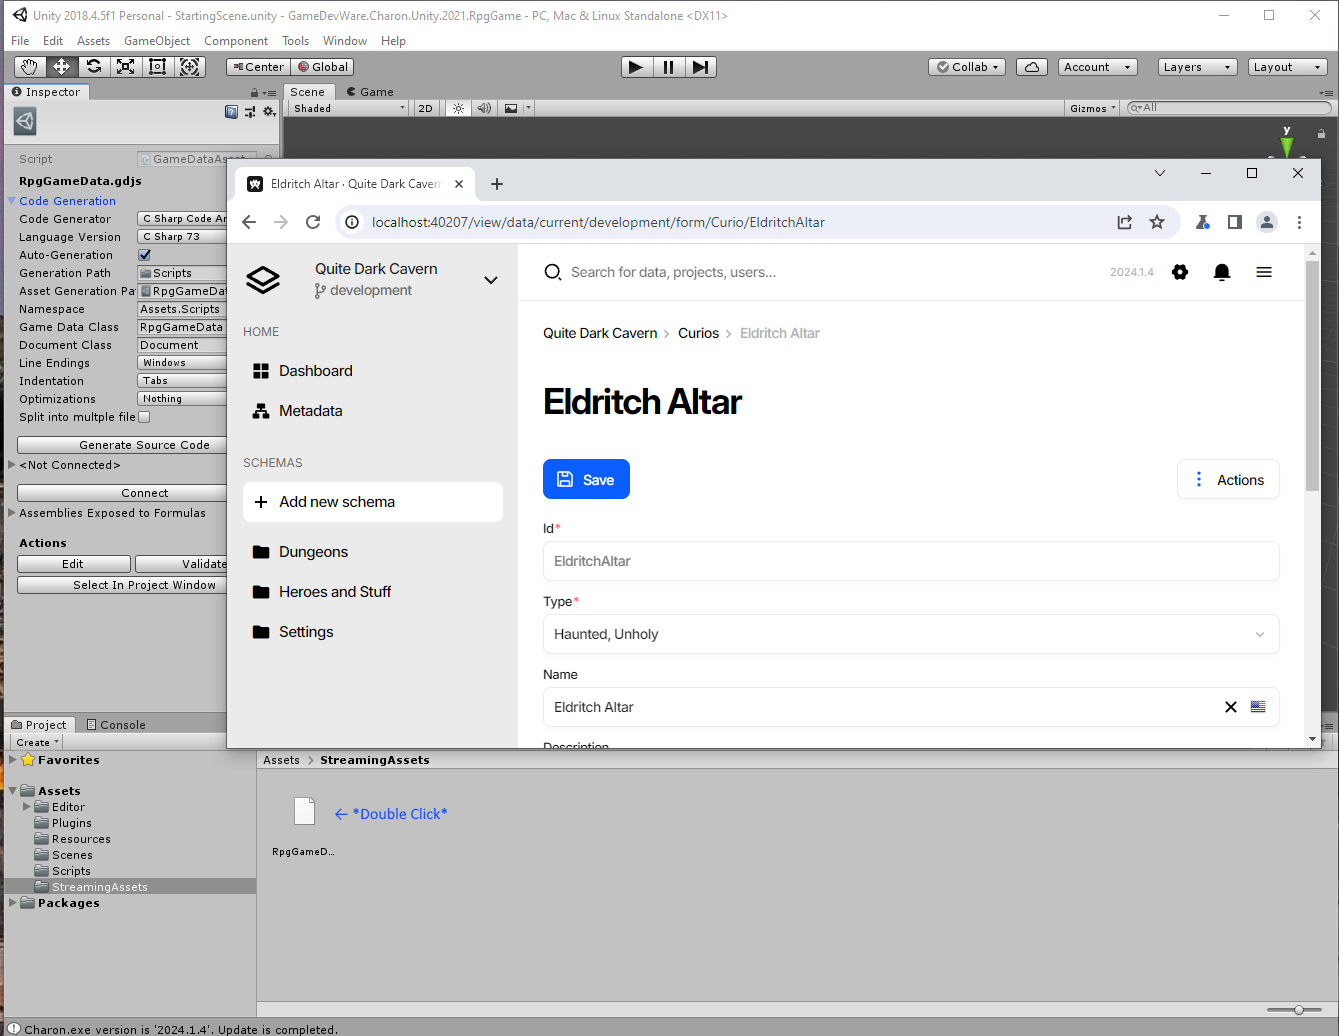 Unity 2018.4.5f1 Personal - StartingScene.unity - GameDevWare.Charon.Unity.2021.RpgGame - PC, Mac & Linux Standalone <DX11>
File Edit Assets GameObject Component Tools Window Help
Center Global Collab Account Layers Layout
Inspector
Scene Game
Shaded 2D Gizmos All
y
Script GameDataAsset
RpgGameData.gdjs
Code Generation
Code Generator C Sharp Code An
Language Version C Sharp 73
Auto-Generation
Generation Path Scripts
Asset Generation Pa RpgGameDat
Namespace Assets.Scripts
Game Data Class RpgGameData
Document Class Document
Line Endings Windows
Indentation Tabs
Optimizations Nothing
Split into multple file
Generate Source Code
<Not Connected>
Connect
Assemblies Exposed to Formulas
Actions
Edit Validate
Select In Project Window
Eldritch Altar · Quite Dark Cavern
localhost:40207/view/data/current/development/form/Curio/EldritchAltar
Quite Dark Cavern
development
HOME
Dashboard
Metadata
SCHEMAS
Add new schema
Dungeons
Heroes and Stuff
Settings
Search for data, projects, users...
2024.1.4
Quite Dark Cavern > Curios > Eldritch Altar
Eldritch Altar
Save
Actions
Id*
EldritchAltar
Type*
Haunted, Unholy
Name
Eldritch Altar
Description
Project Console
Create
Favorites
Assets
Editor
Plugins
Resources
Scenes
Scripts
StreamingAssets
Packages
Assets > StreamingAssets
← *Double Click*
RpgGameD...
Charon.exe version is '2024.1.4'. Update is completed.